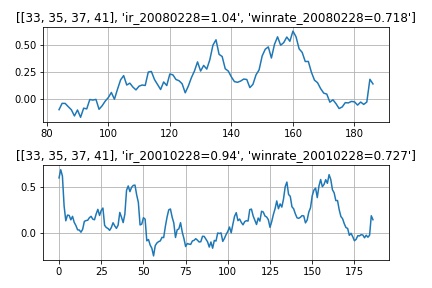 [[33, 35, 37, 41], 'ir_20080228=1.04', 'winrate_20080228=0.718']
0.50
0.25
0.00
80 100 120 140 160 180
[[33, 35, 37, 41], 'ir_20010228=0.94', 'winrate_20010228=0.727']
0.5
0.0
0 25 50 75 100 125 150 175